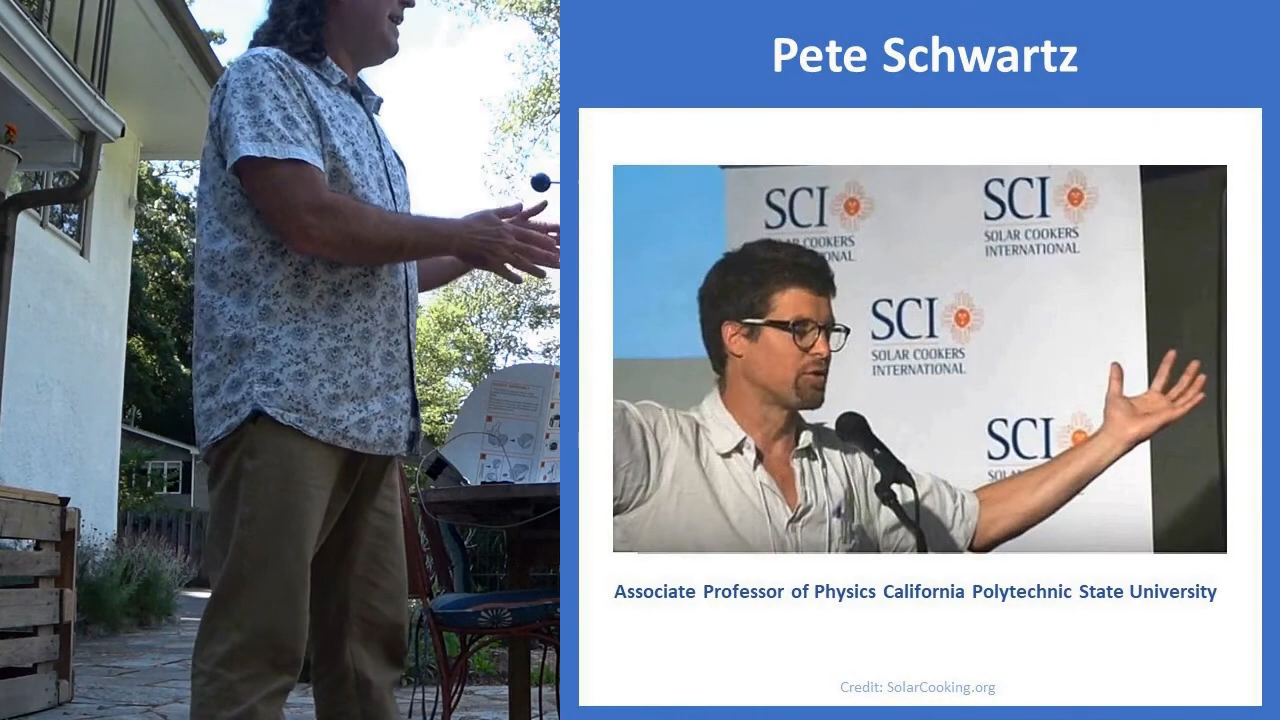 Pete Schwartz
SCI
SOLAR COOKERS
INTERNATIONAL
SCI
SOLAR COOKERS
INTERNATIONAL
SCI
SOLAR COOKERS
INTERNATIONAL
SCI
Associate Professor of Physics California Polytechnic State University
Credit: SolarCooking.org